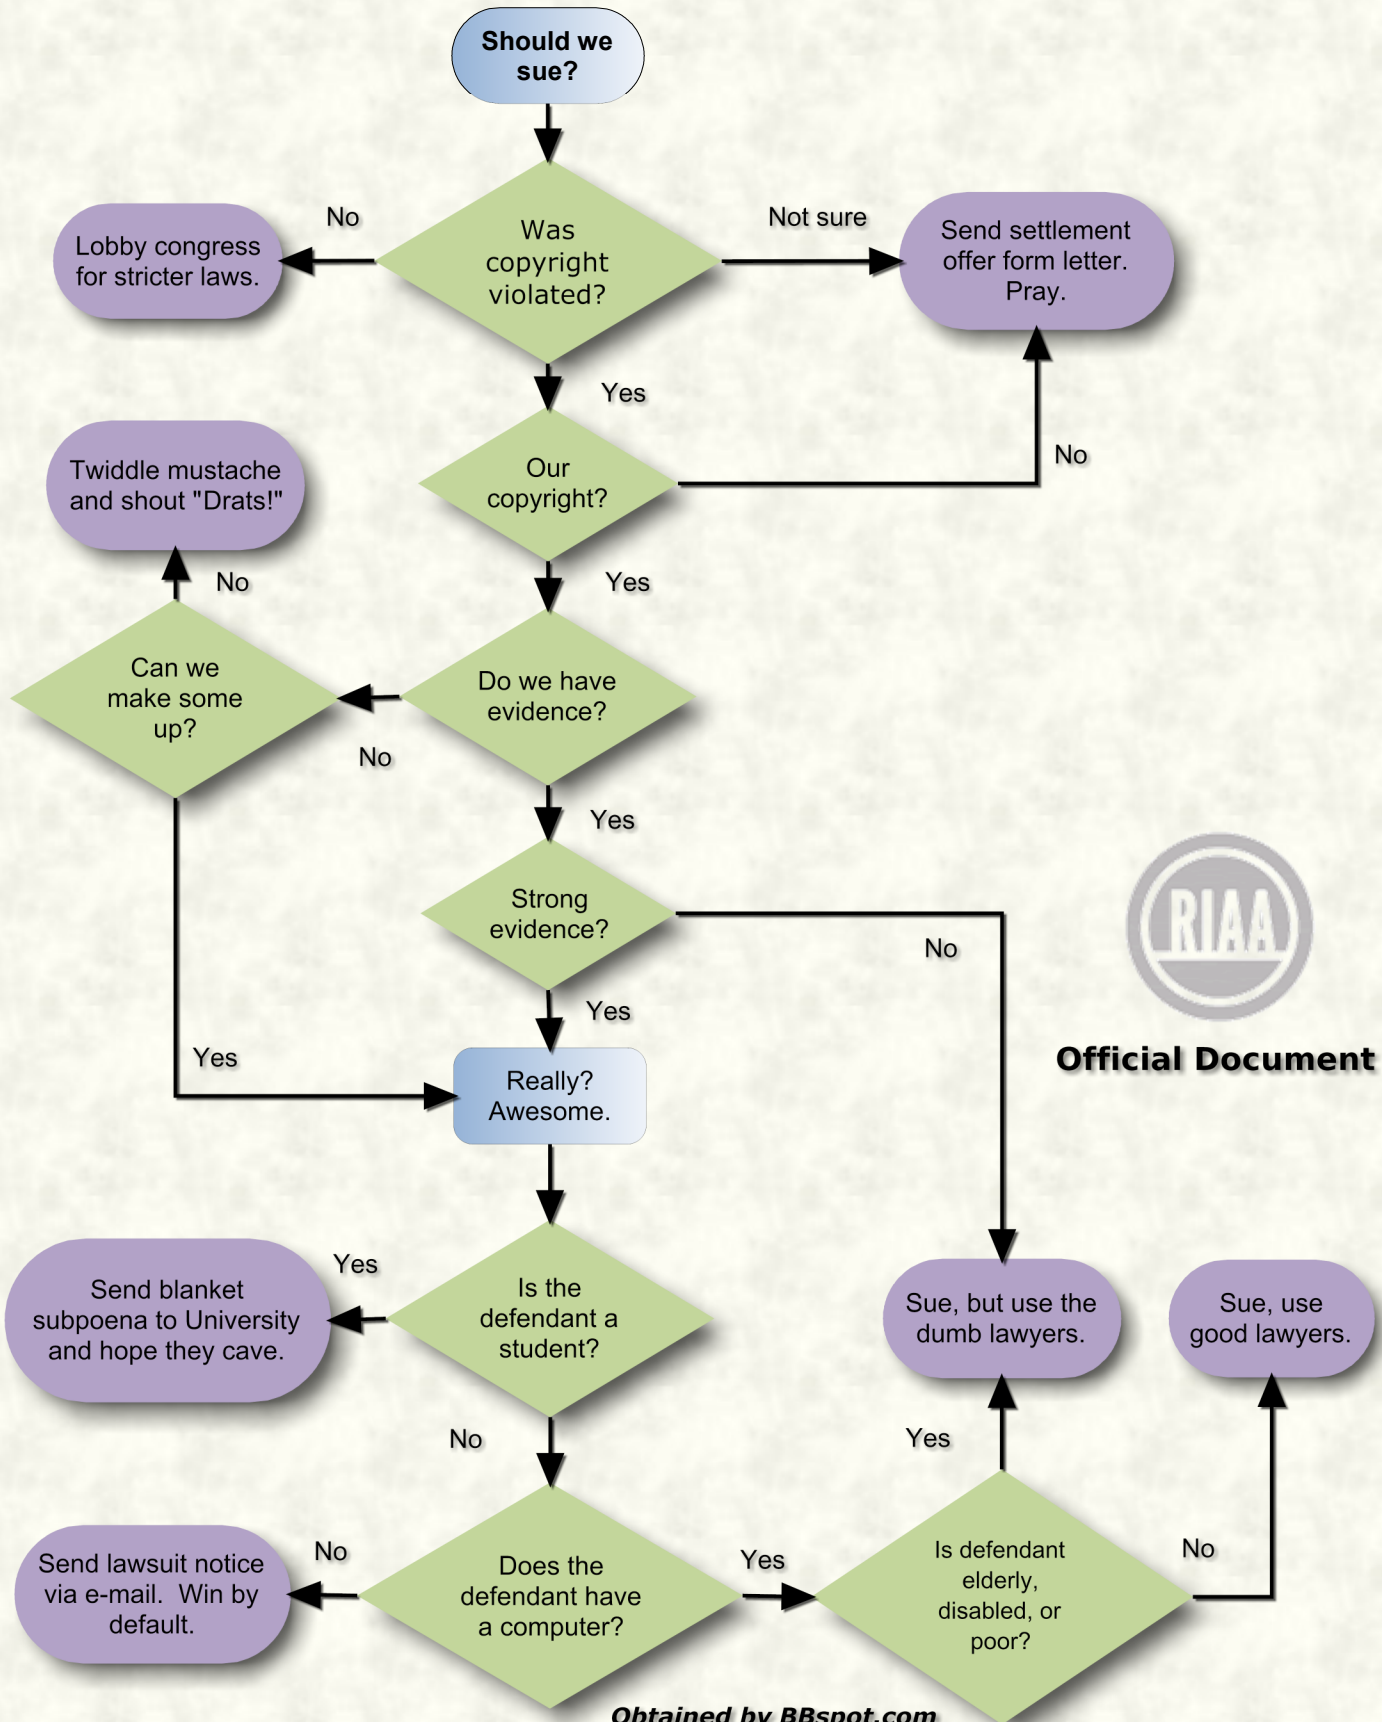 Should we
sue?
No
Not sure
Lobby congress
for stricter laws.
Was
copyright
violated?
Send settlement
offer form letter.
Pray.
Yes
Our
copyright?
No
Twiddle mustache
and shout "Drats!"
No
Yes
Can we
make some
up?
Do we have
evidence?
No
Yes
Strong
evidence?
No
RIAA
Official Document
Yes
Yes
Really?
Awesome.
Yes
Send blanket
subpoena to University
and hope they cave.
Is the
defendant a
student?
Sue, but use the
dumb lawyers.
Sue, use
good lawyers.
No
Yes
Send lawsuit notice
via e-mail.  Win by
default.
No
Does the
defendant have
a computer?
Yes
Is defendant
elderly,
disabled, or
poor?
No
Obtained by BBspot.com